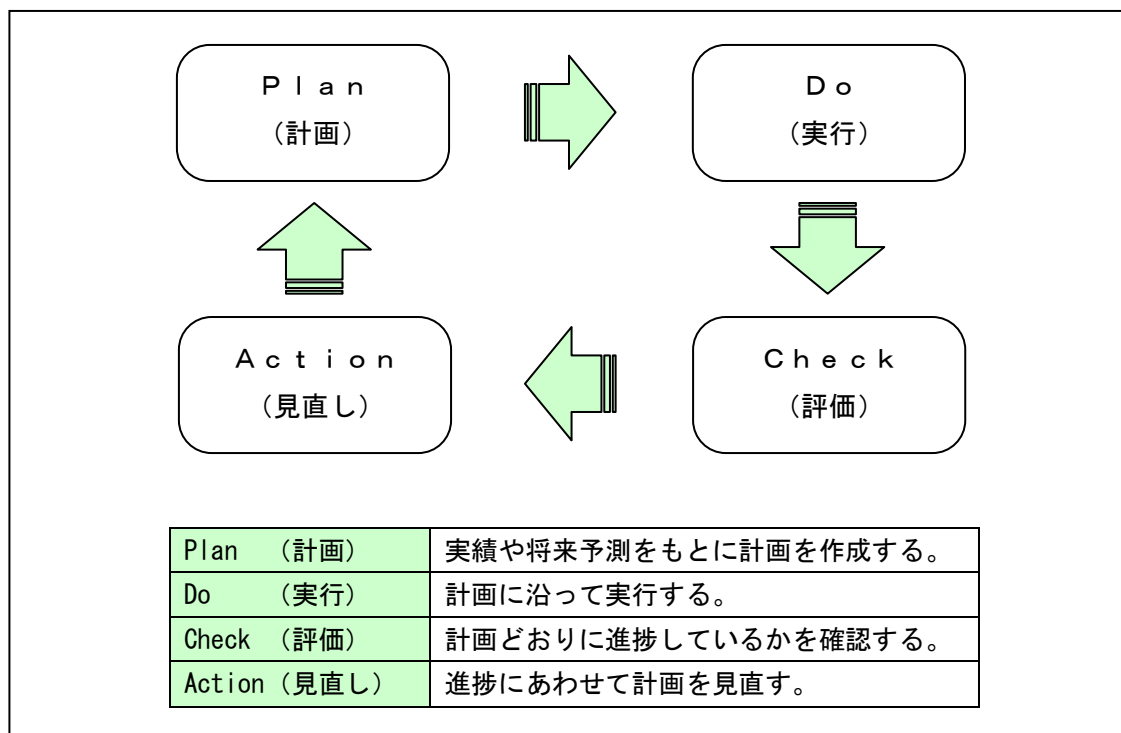 Ｐｌａｎ
（計画）
Ｄｏ
（実行）
Ａｃｔｉｏｎ
（見直し）
Ｃｈｅｃｋ
（評価）
Plan （計画） 実績や将来予測をもとに計画を作成する。
Do （実行） 計画に沿って実行する。
Check （評価） 計画どおりに進捗しているかを確認する。
Action（見直し） 進捗にあわせて計画を見直す。